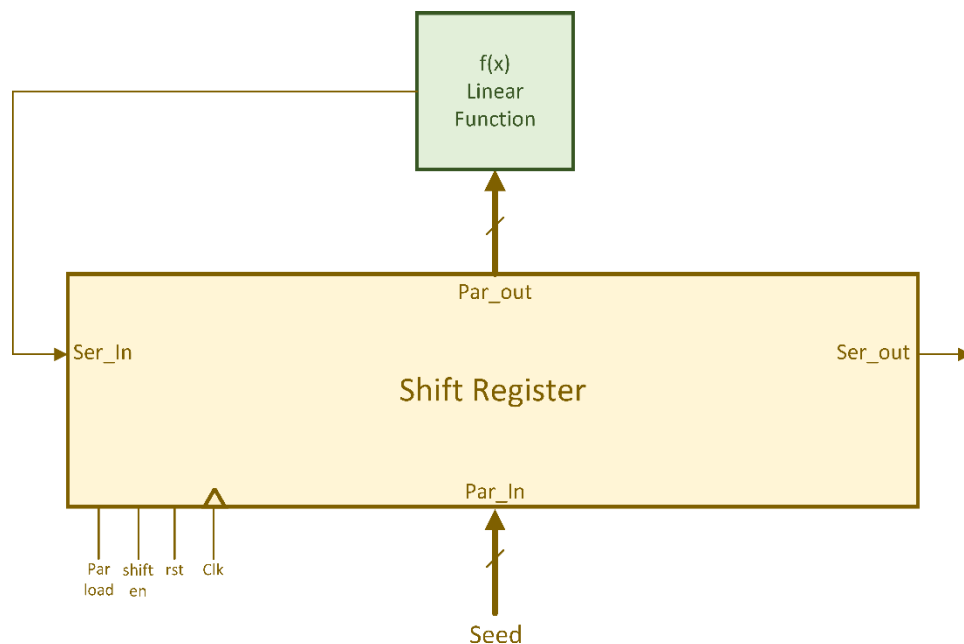 f(x)
Linear
Function
Par_out
Ser_In
Ser_out
Shift Register
Par_In
Par
load
shift
en
rst
Clk
Seed